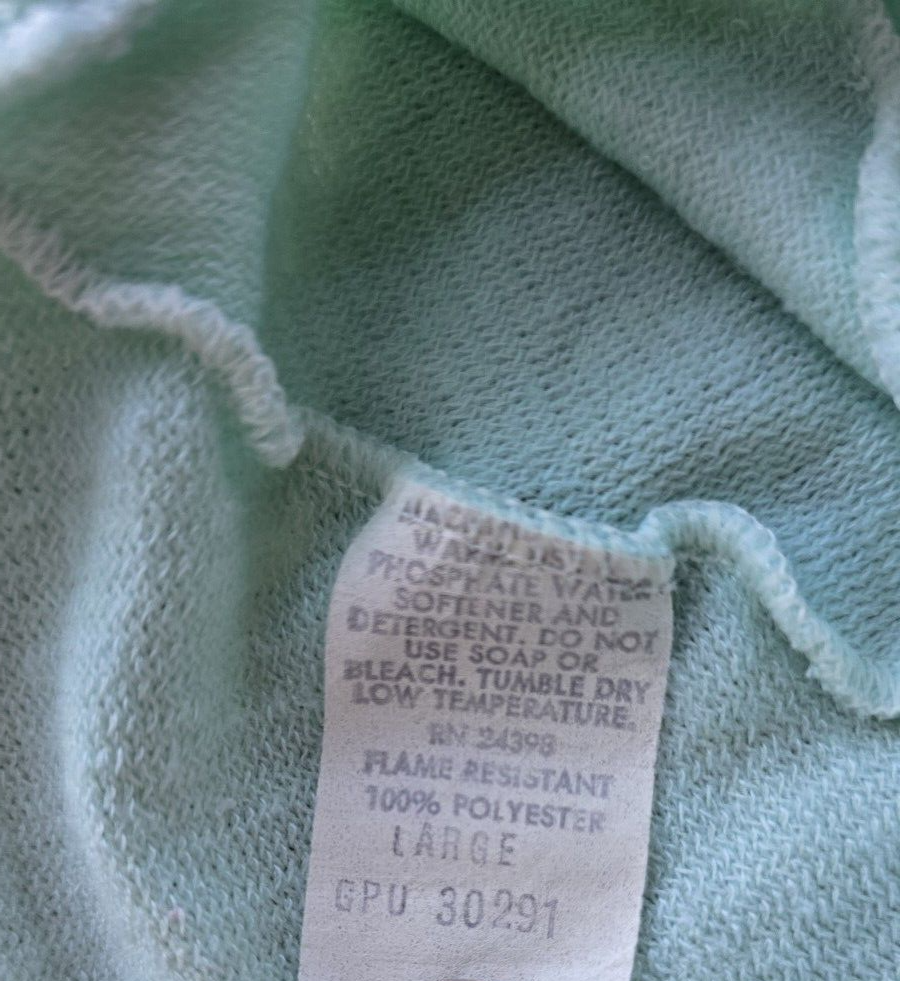 WARM
PHOSPHATE WATER
SOFTENER AND
DETERGENT. DO NOT
USE SOAP OR
BLEACH. TUMBLE DRY
LOW TEMPERATURE.
RN 24398
FLAME RESISTANT
100% POLYESTER
LARGE
GPU 30291